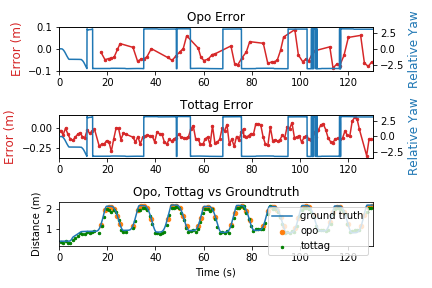 Opo Error
Error (m)
0.1
0.0
−0.1
2.5
0.0
−2.5
Relative Yaw
0 20 40 60 80 100 120
Tottag Error
Error (m)
0.00
−0.25
2.5
0.0
−2.5
Relative Yaw
0 20 40 60 80 100 120
Opo, Tottag vs Groundtruth
Distance (m)
2
1
ground truth
opo
tottag
0 20 40 60 80 100 120
Time (s)